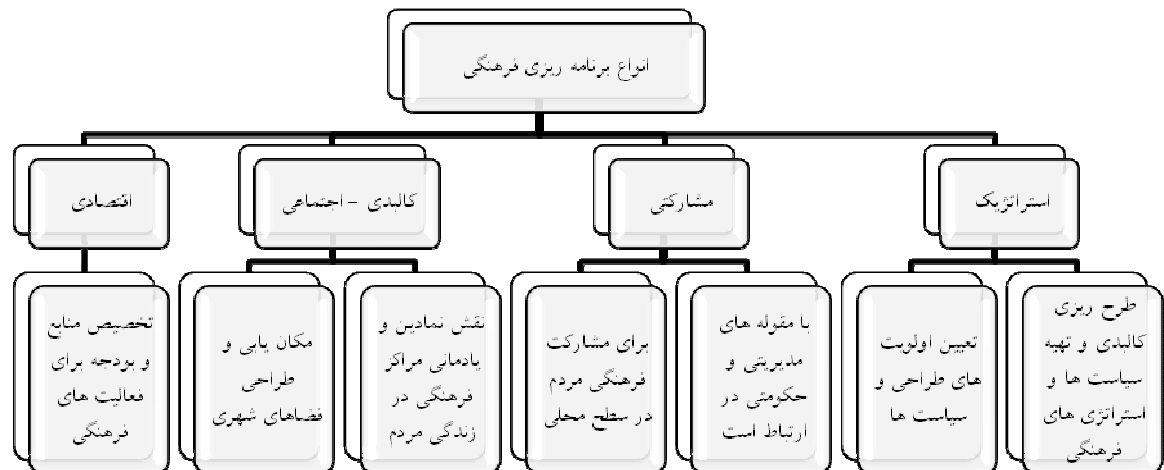 انواع برنامه ریزی فرهنگی
استراتژیک
مشارکتی
کالبدی - اجتماعی
اقتصادی
طرح ریزی
کالبدی و تهیه
سیاست ها و
استراتژی های
فرهنگی
تعیین اولویت
های طراحی و
سیاست ها
با مقوله های
مدیریتی و
حکومتی در
ارتباط است
برای مشارکت
فرهنگی مردم
در سطح محلی
نقش نمادین و
یادمانی مراکز
فرهنگی در
زندگی مردم
مکان یابی و
طراحی
فضاهای شهری
تخصیص منابع
و بودجه برای
فعالیت های
فرهنگی